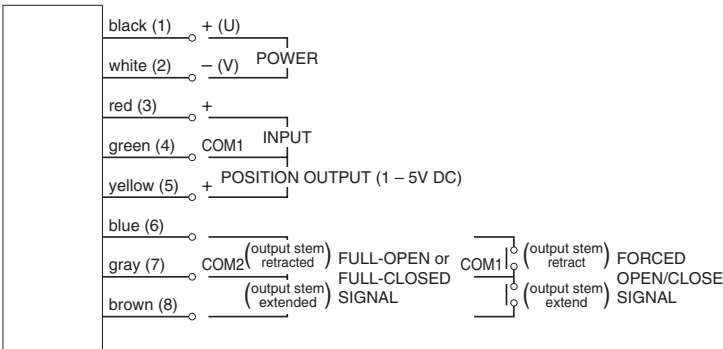 black (1) + (U)
POWER
white (2) – (V)
red (3) +
INPUT
green (4) COM1
yellow (5) + POSITION OUTPUT (1 – 5V DC)
blue (6)
(output stem retracted)
gray (7) COM2
FULL-OPEN or
FULL-CLOSED
SIGNAL
(output stem extended)
brown (8)
COM1
(output stem retract)
(output stem extend)
FORCED
OPEN/CLOSE
SIGNAL